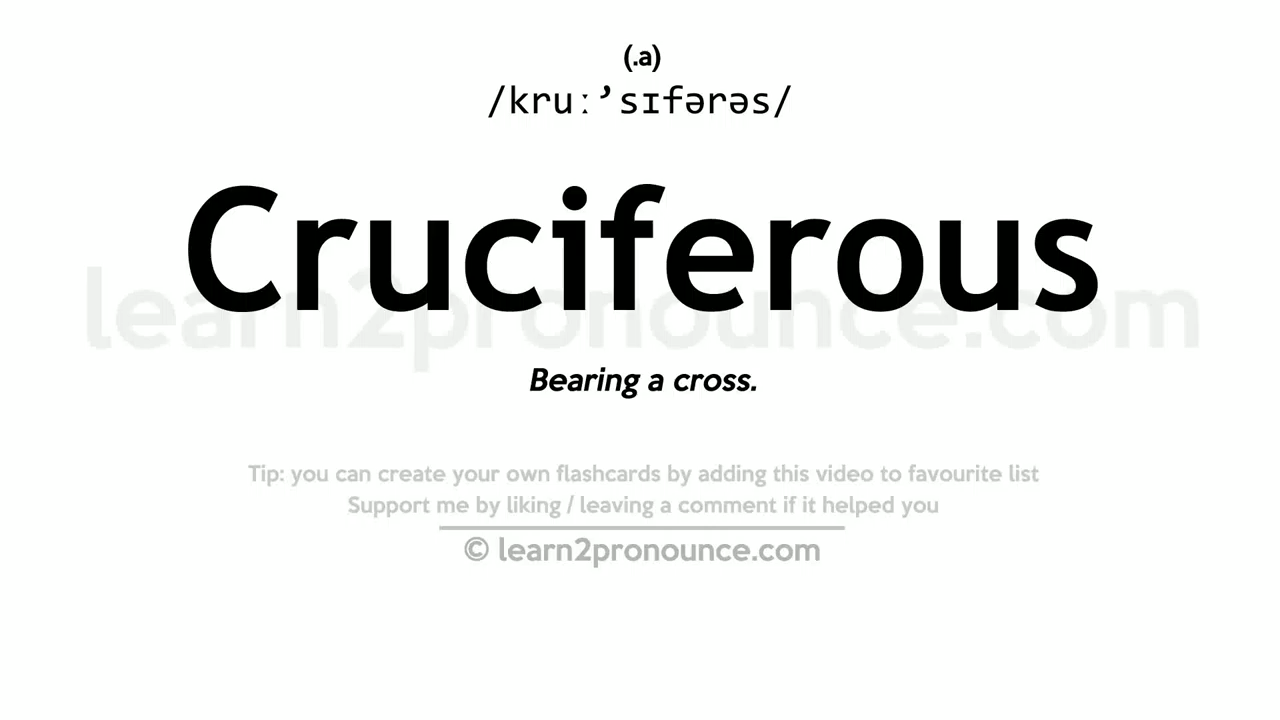 (.a)
/kruːʼsɪfərəs/
Cruciferous
learn2pronounce.com
Bearing a cross.
Tip: you can create your own flashcards by adding this video to favourite list
Support me by liking / leaving a comment if it helped you
© learn2pronounce.com